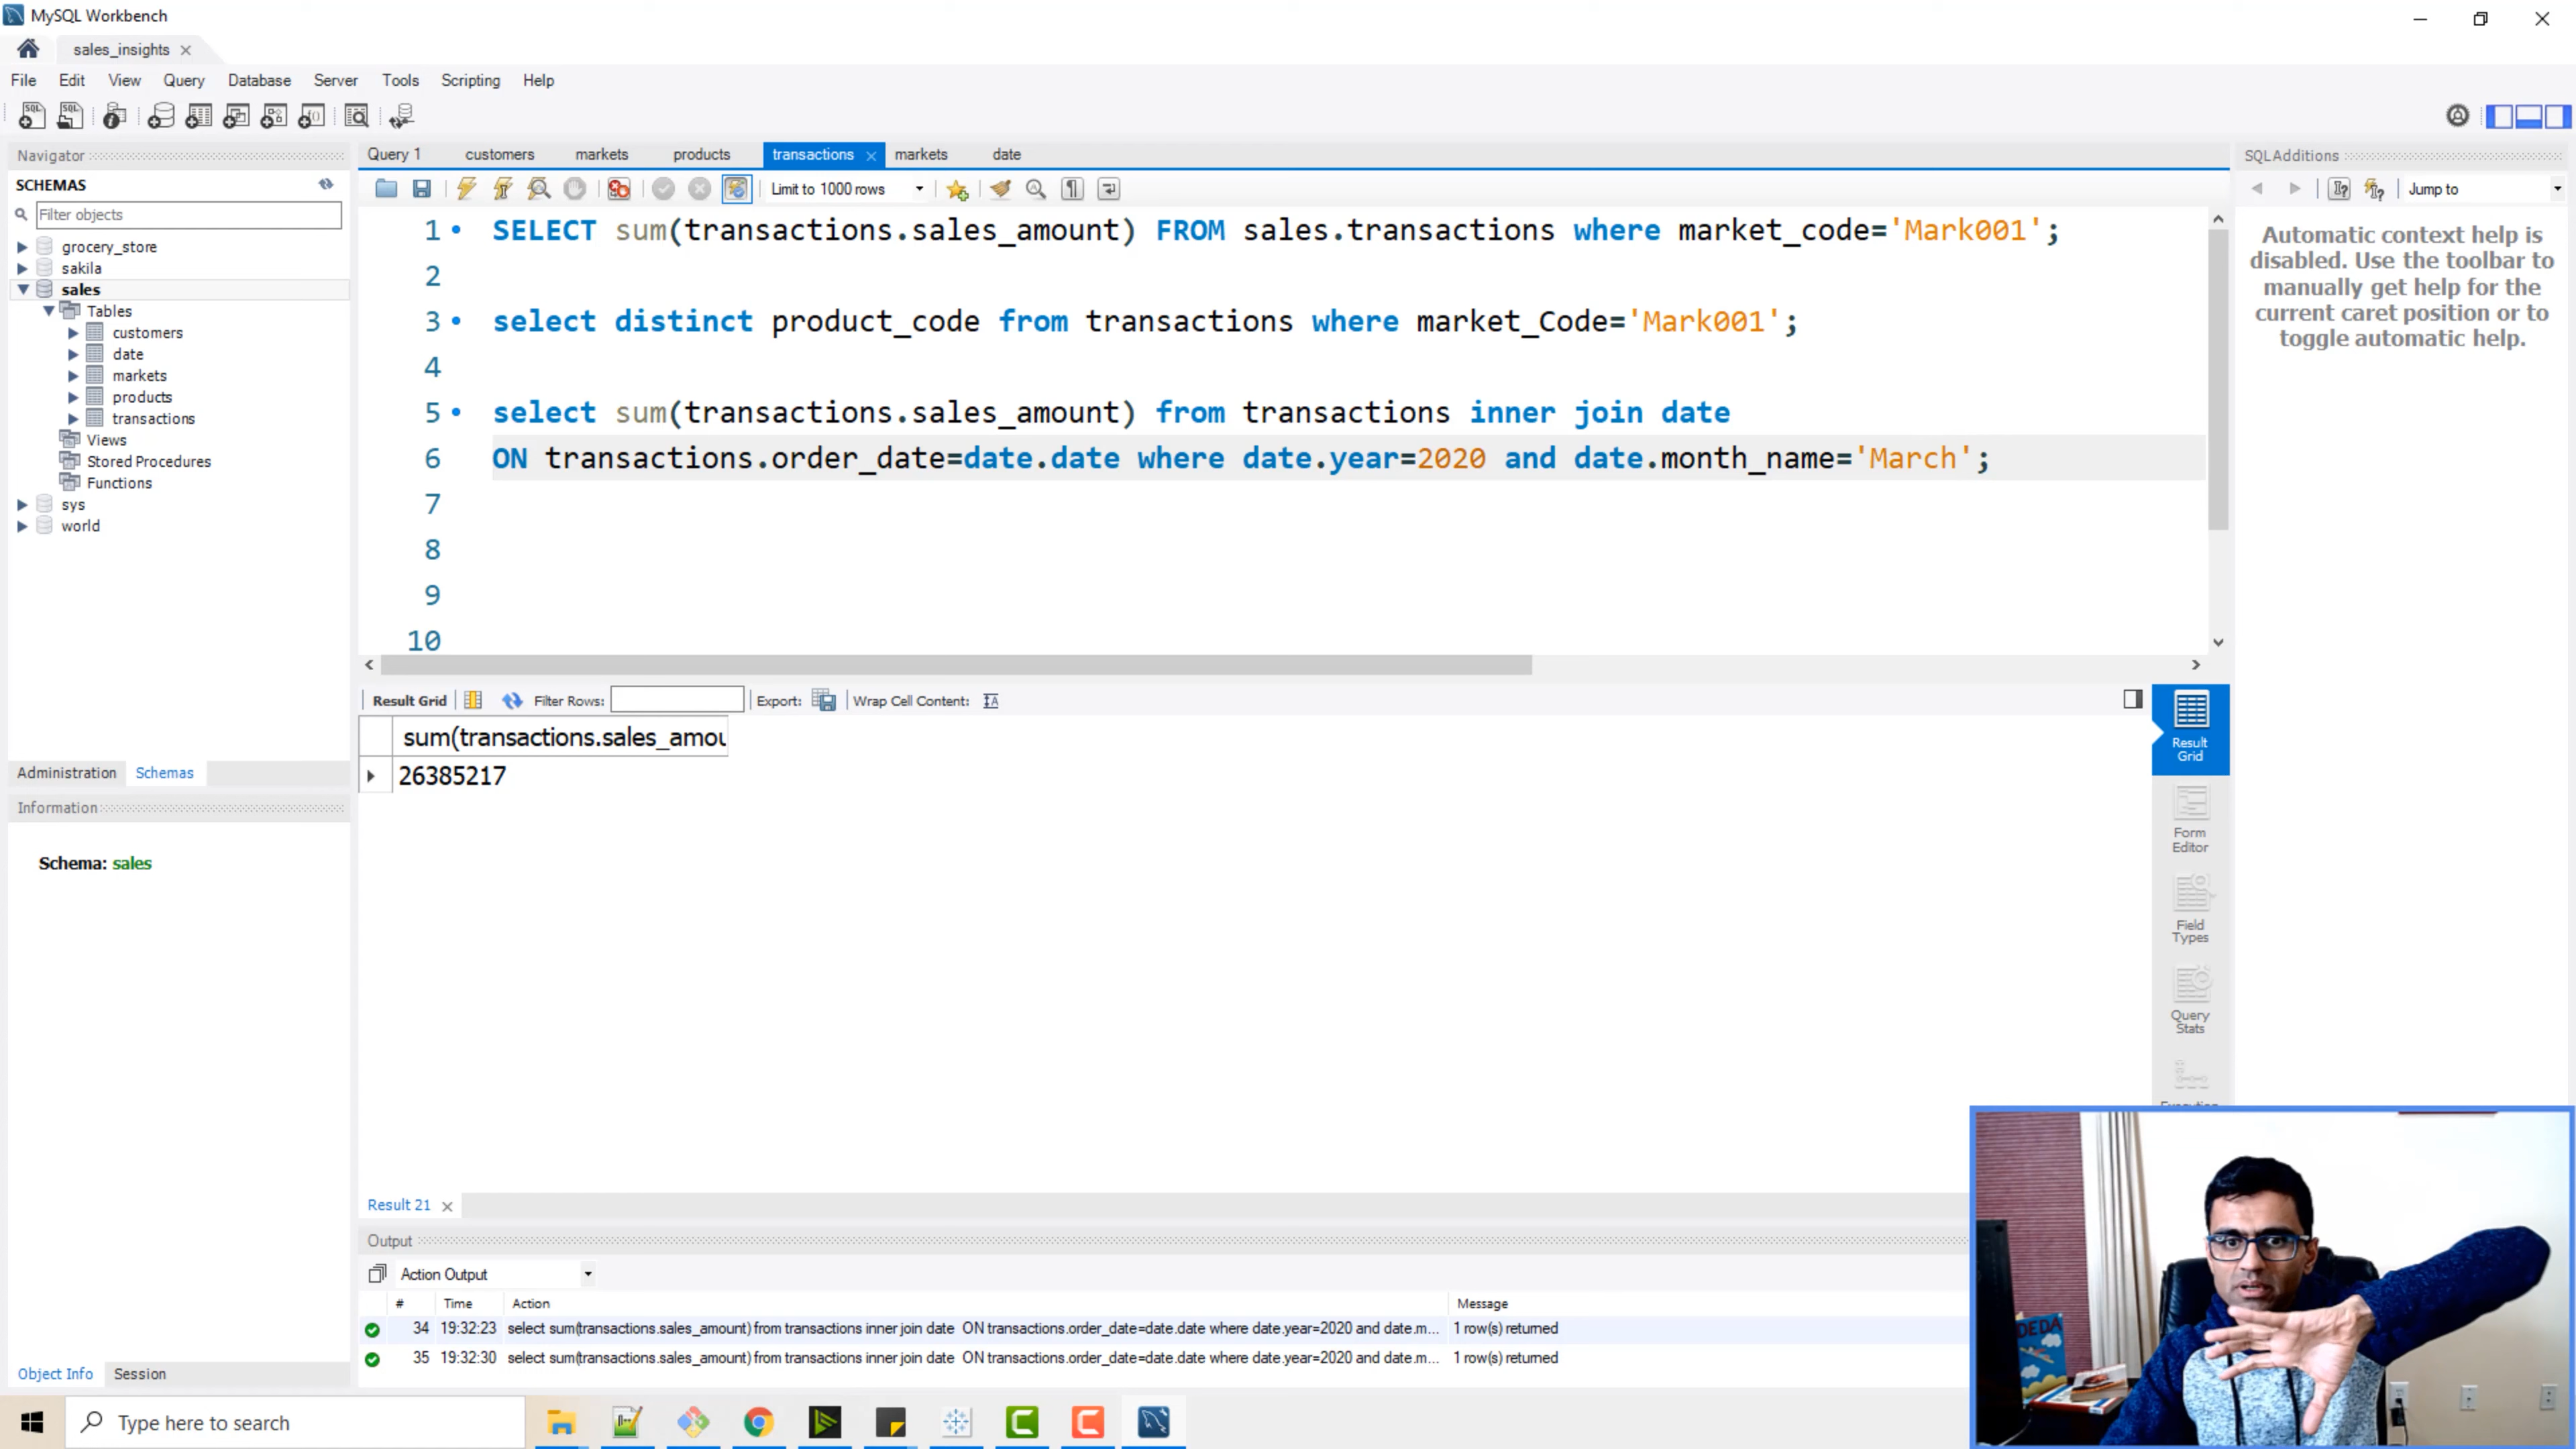 MySQL Workbench
sales_insights
File Edit View Query Database Server Tools Scripting Help
Navigator
SCHEMAS
Filter objects
grocery_store
sakila
sales
Tables
customers
date
markets
products
transactions
Views
Stored Procedures
Functions
sys
world
Administration Schemas
Information
Schema: sales
Object Info Session
Query 1 customers markets products transactions markets date
Limit to 1000 rows
1 SELECT sum(transactions.sales_amount) FROM sales.transactions where market_code='Mark001';
2
3 select distinct product_code from transactions where market_Code='Mark001';
4
5 select sum(transactions.sales_amount) from transactions inner join date
6 ON transactions.order_date=date.date where date.year=2020 and date.month_name='March';
7
8
9
10
Result Grid Filter Rows: Export: Wrap Cell Content:
sum(transactions.sales_amou
26385217
Result Grid
Form Editor
Field Types
Query Stats
Result 21
Output
Action Output
# Time Action Message
34 19:32:23 select sum(transactions.sales_amount) from transactions inner join date ON transactions.order_date=date.date where date.year=2020 and date.m... 1 row(s) returned
35 19:32:30 select sum(transactions.sales_amount) from transactions inner join date ON transactions.order_date=date.date where date.year=2020 and date.m... 1 row(s) returned
SQLAdditions
Jump to
Automatic context help is
disabled. Use the toolbar to
manually get help for the
current caret position or to
toggle automatic help.
Type here to search